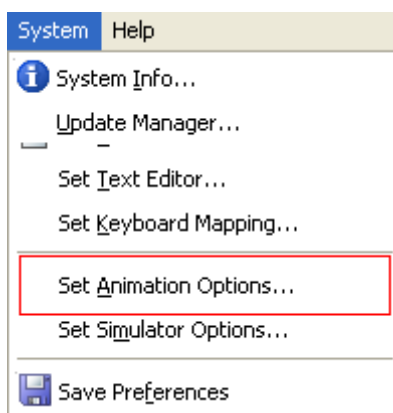 System Help
System Info...
Update Manager...
Set Text Editor...
Set Keyboard Mapping...
Set Animation Options...
Set Simulator Options...
Save Preferences